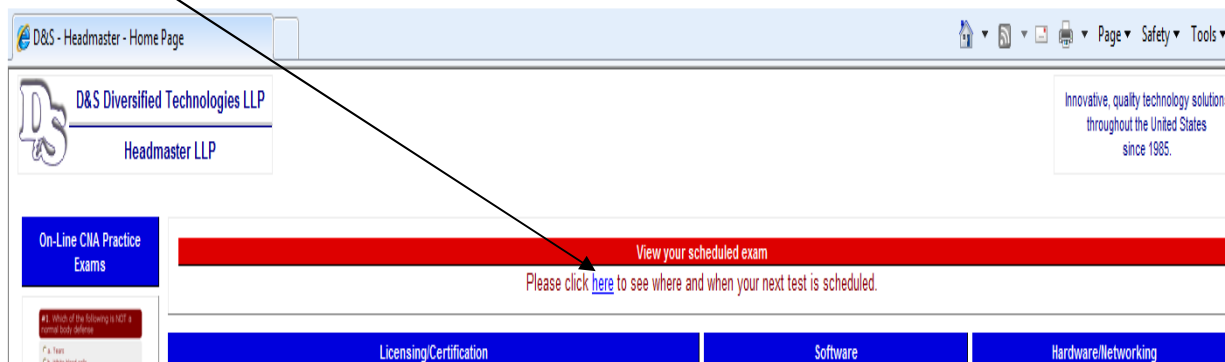 D&S - Headmaster - Home Page
Page Safety Tools
D&S Diversified Technologies LLP
Headmaster LLP
Innovative, quality technology solution
throughout the United States
since 1985.
On-Line CNA Practice
Exams
View your scheduled exam
Please click here to see where and when your next test is scheduled.
#1. Which of the following is NOT a
normal body defense
Licensing/Certification
Software
Hardware/Networking